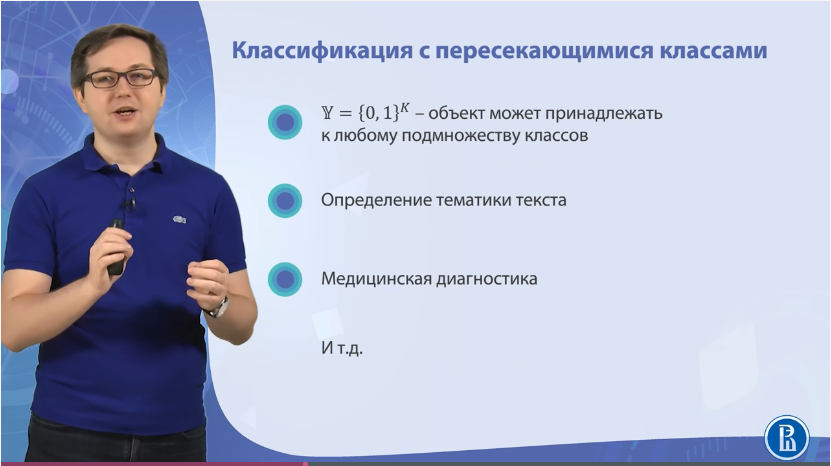 Классификация с пересекающимися классами
𝕐 = {0, 1}ᴷ – объект может принадлежать
к любому подмножеству классов
Определение тематики текста
Медицинская диагностика
И т.д.